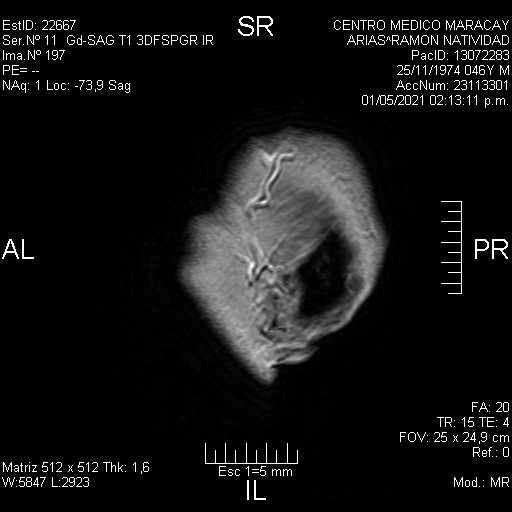 EstID: 22667
Ser.Nº 11 Gd-SAG T1 3DFSPGR IR
Ima.Nº 197
PE= --
NAq: 1 Loc: -73,9 Sag
SR
CENTRO MEDICO MARACAY
ARIAS^RAMON NATIVIDAD
PacID: 13072283
25/11/1974 046Y M
AccNum: 23113301
01/05/2021 02:13:11 p.m.
AL
PR
FA: 20
TR: 15 TE: 4
FOV: 25 x 24,9 cm
Ref.: 0
Mod.: MR
Matriz 512 x 512 Thk: 1,6
W:5847 L:2923
Esc 1=5 mm
IL